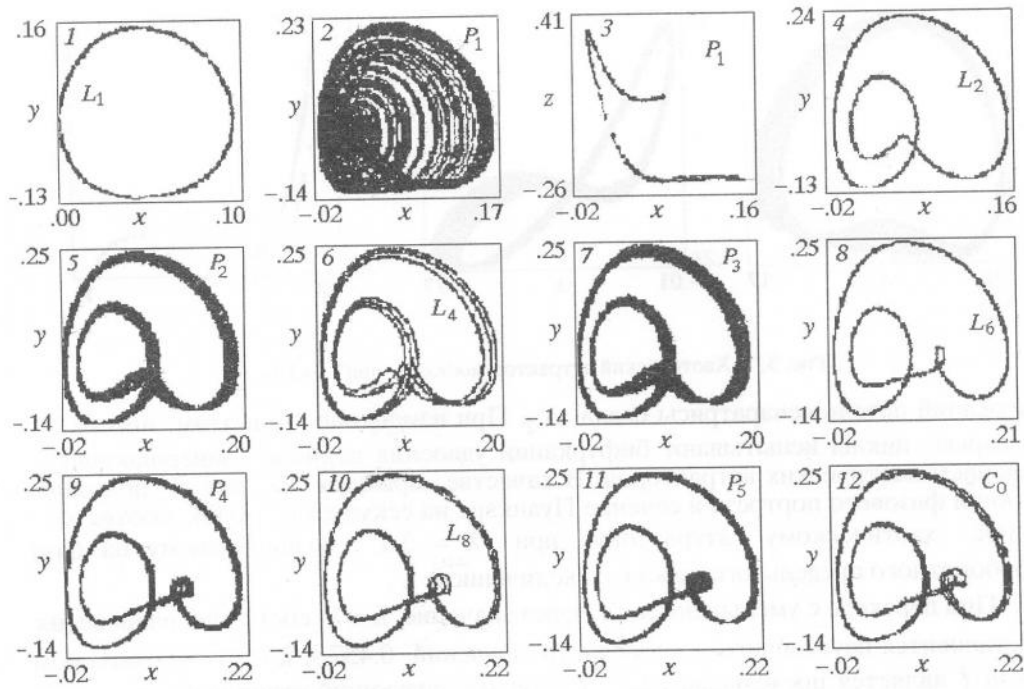 .16 1
y L₁
-.13
.00 x .10
.23 2 P₁
y
-.14
-.02 x .17
.41 3 P₁
z
.26
-.02 x .16
.24 4
y L₂
-.13
-.02 x .16
.25 5 P₂
y
-.14
-.02 x .20
.25 6
y L₄
-.14
-.02 x .20
.25 7 P₃
y
-.14
-.02 x .20
.25 8
y L₆
-.14
.02 x .21
.25 9 P₄
y
-.14
-.02 x .22
.25 10
y L₈
-.14
-.02 x .22
.25 11 P₅
y
-.14
-.02 x .22
.25 C₀
y
-.14
-.02 x .22